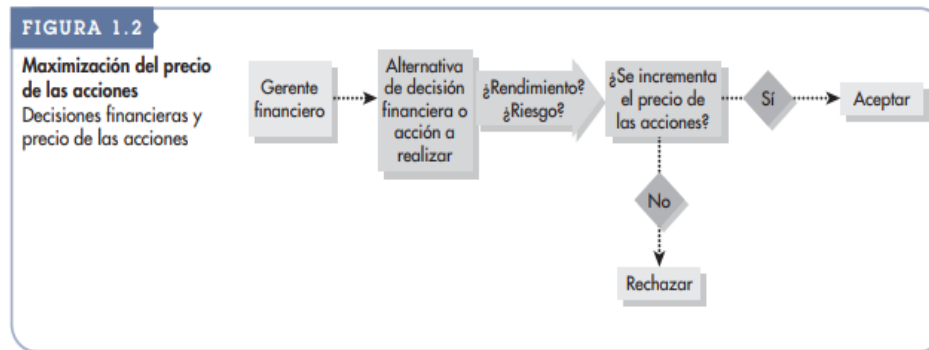 FIGURA 1.2
Maximización del precio
de las acciones
Decisiones financieras y
precio de las acciones
Gerente
financiero
Alternativa
de decisión
financiera o
acción a
realizar
¿Rendimiento?
¿Riesgo?
¿Se incrementa
el precio de
las acciones?
Sí
Aceptar
No
Rechazar